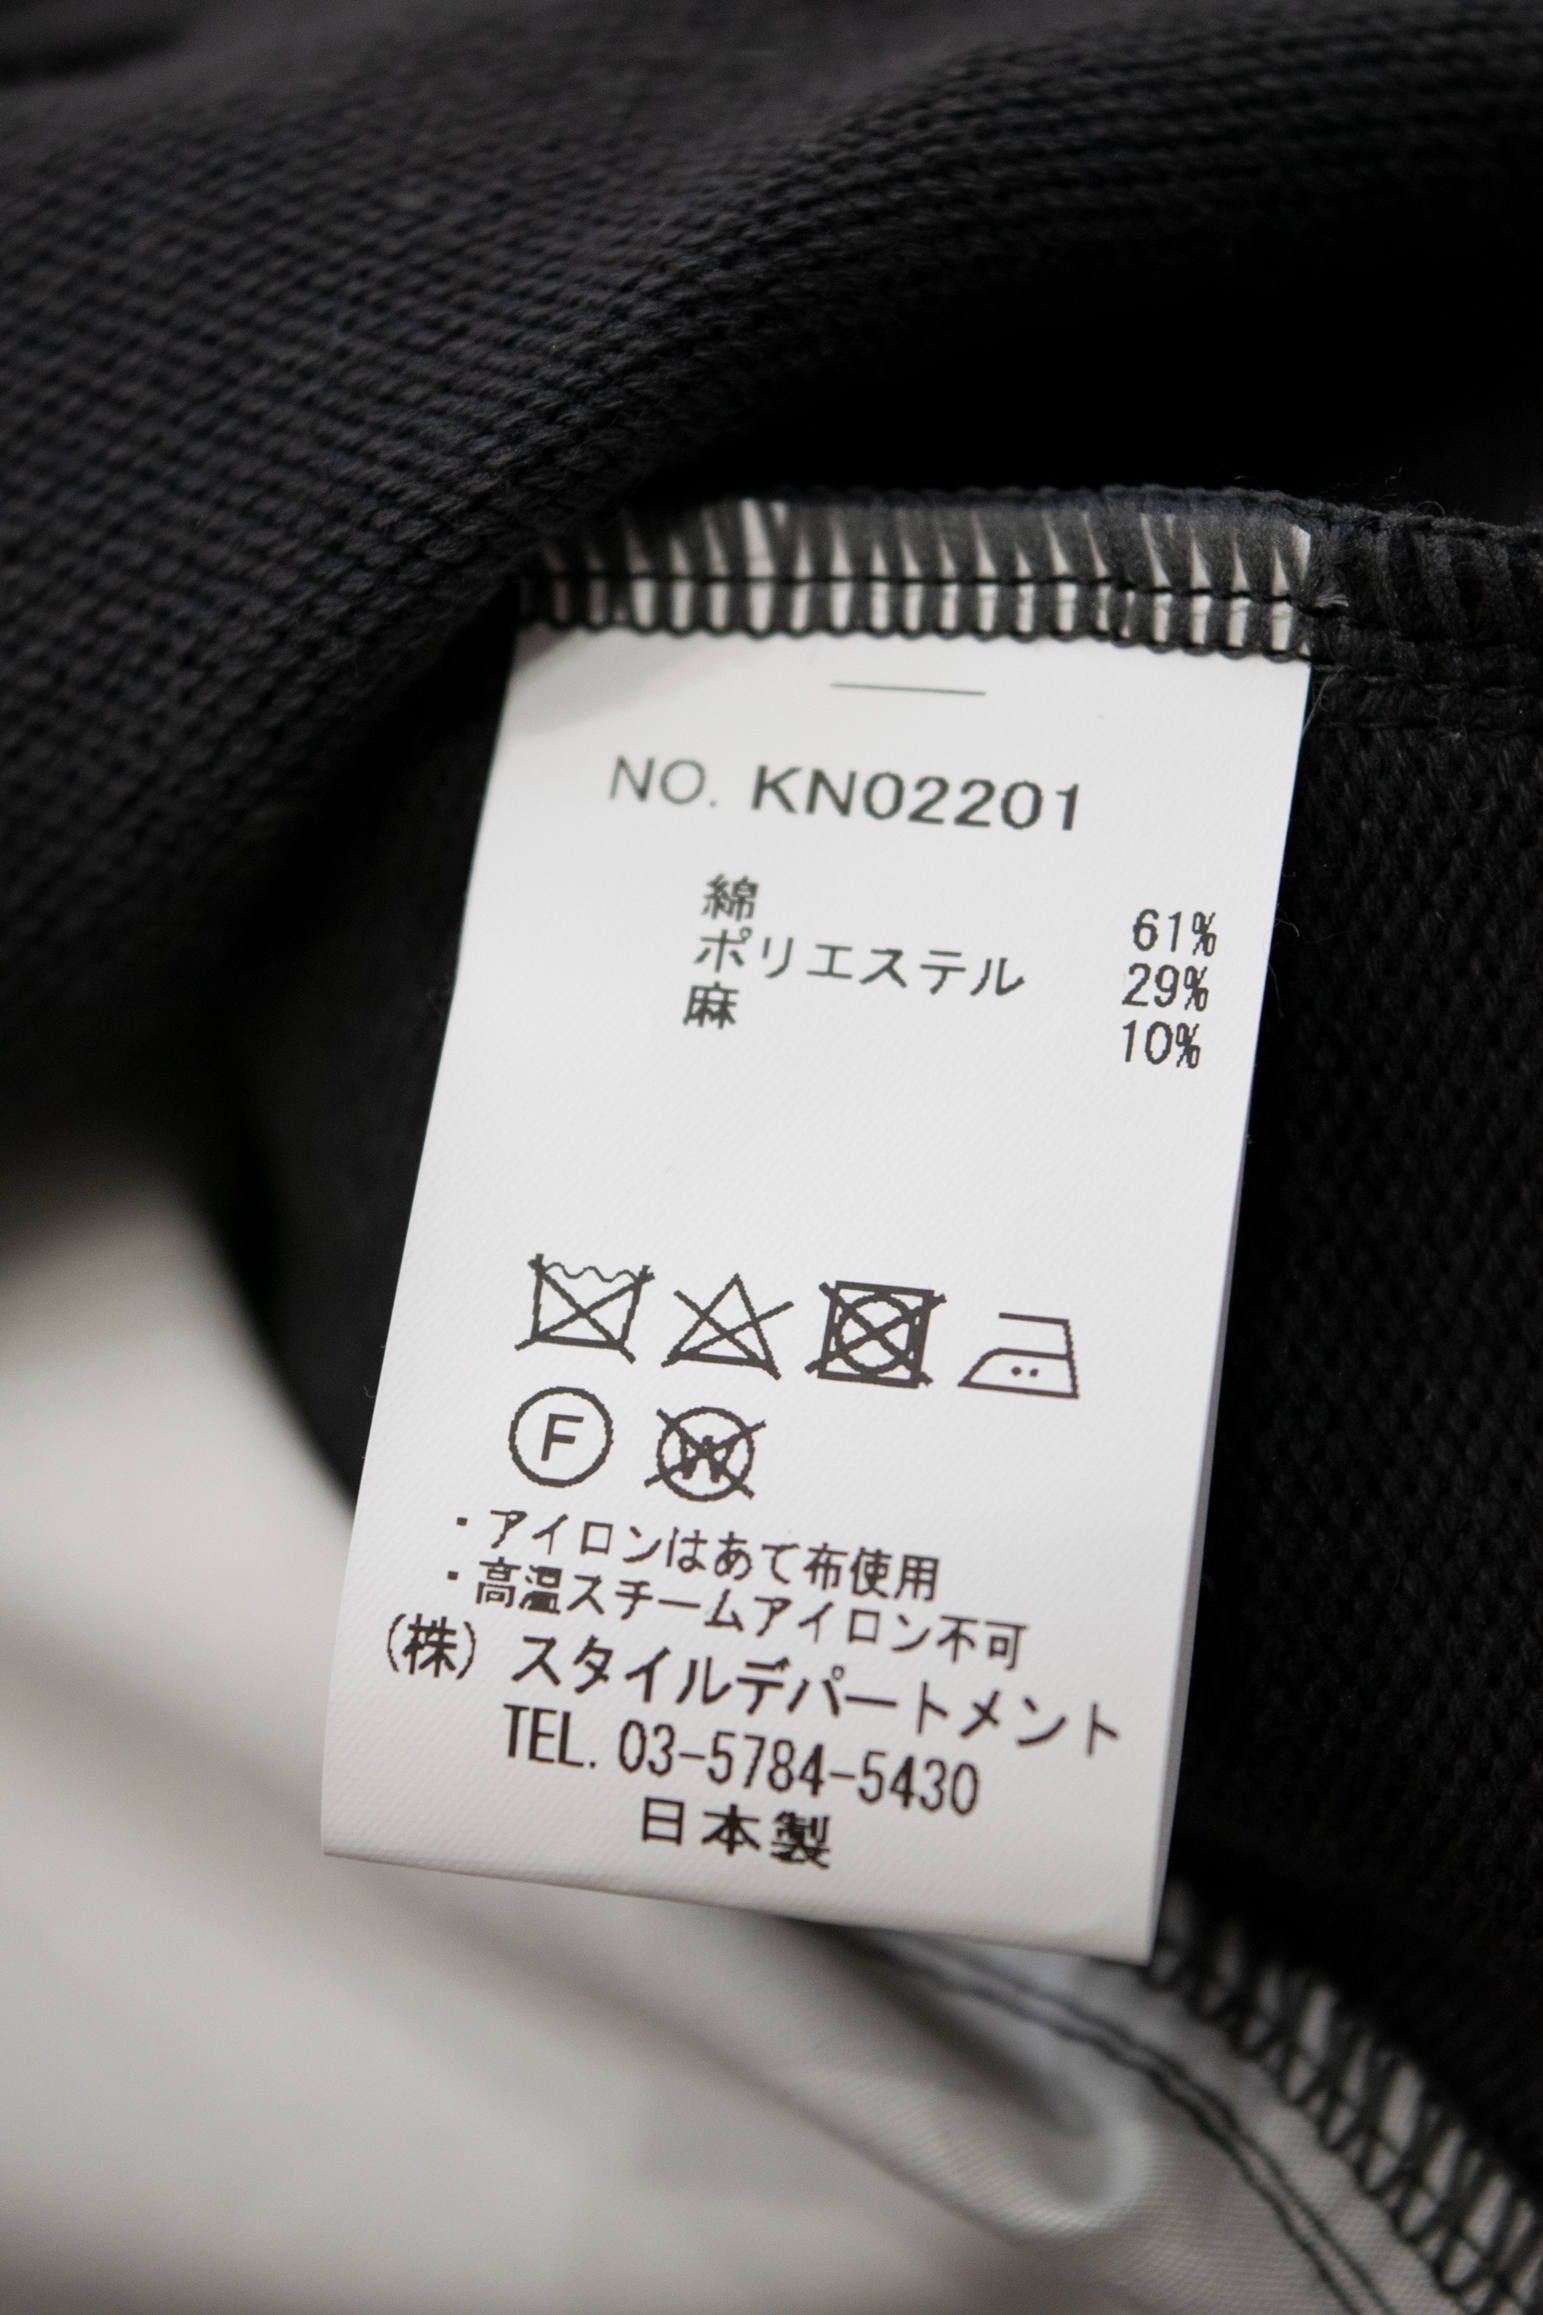 NO. KN02201
綿 61%
ポリエステル 29%
麻 10%
F W
・アイロンはあて布使用
・高温スチームアイロン不可
(株) スタイルデパートメント
TEL. 03-5784-5430
日本製